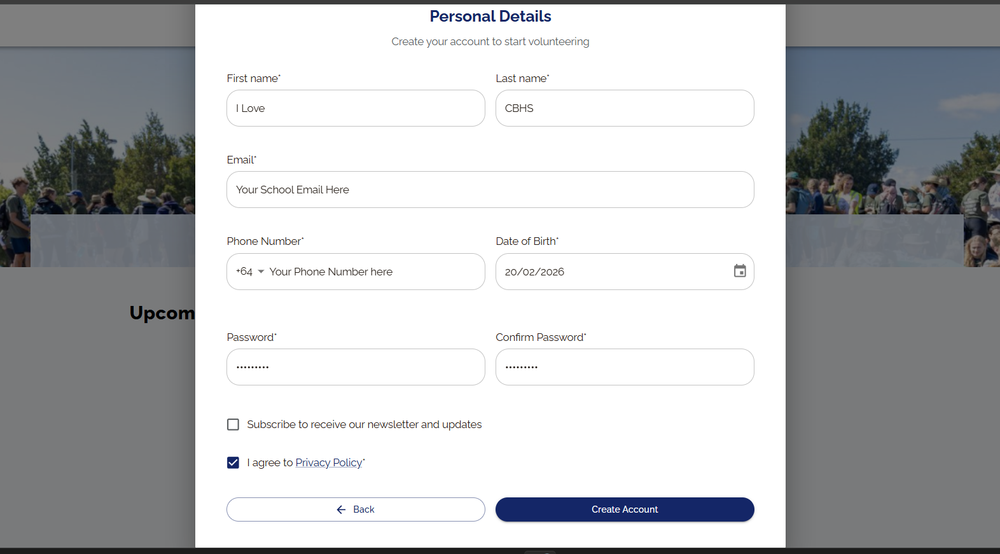 Personal Details
Create your account to start volunteering
First name* Last name*
I Love CBHS
Email*
Your School Email Here
Phone Number* Date of Birth*
+64 Your Phone Number here 20/02/2026
Upcom
Password* Confirm Password*
••••••••• •••••••••
Subscribe to receive our newsletter and updates
I agree to Privacy Policy*
Back Create Account